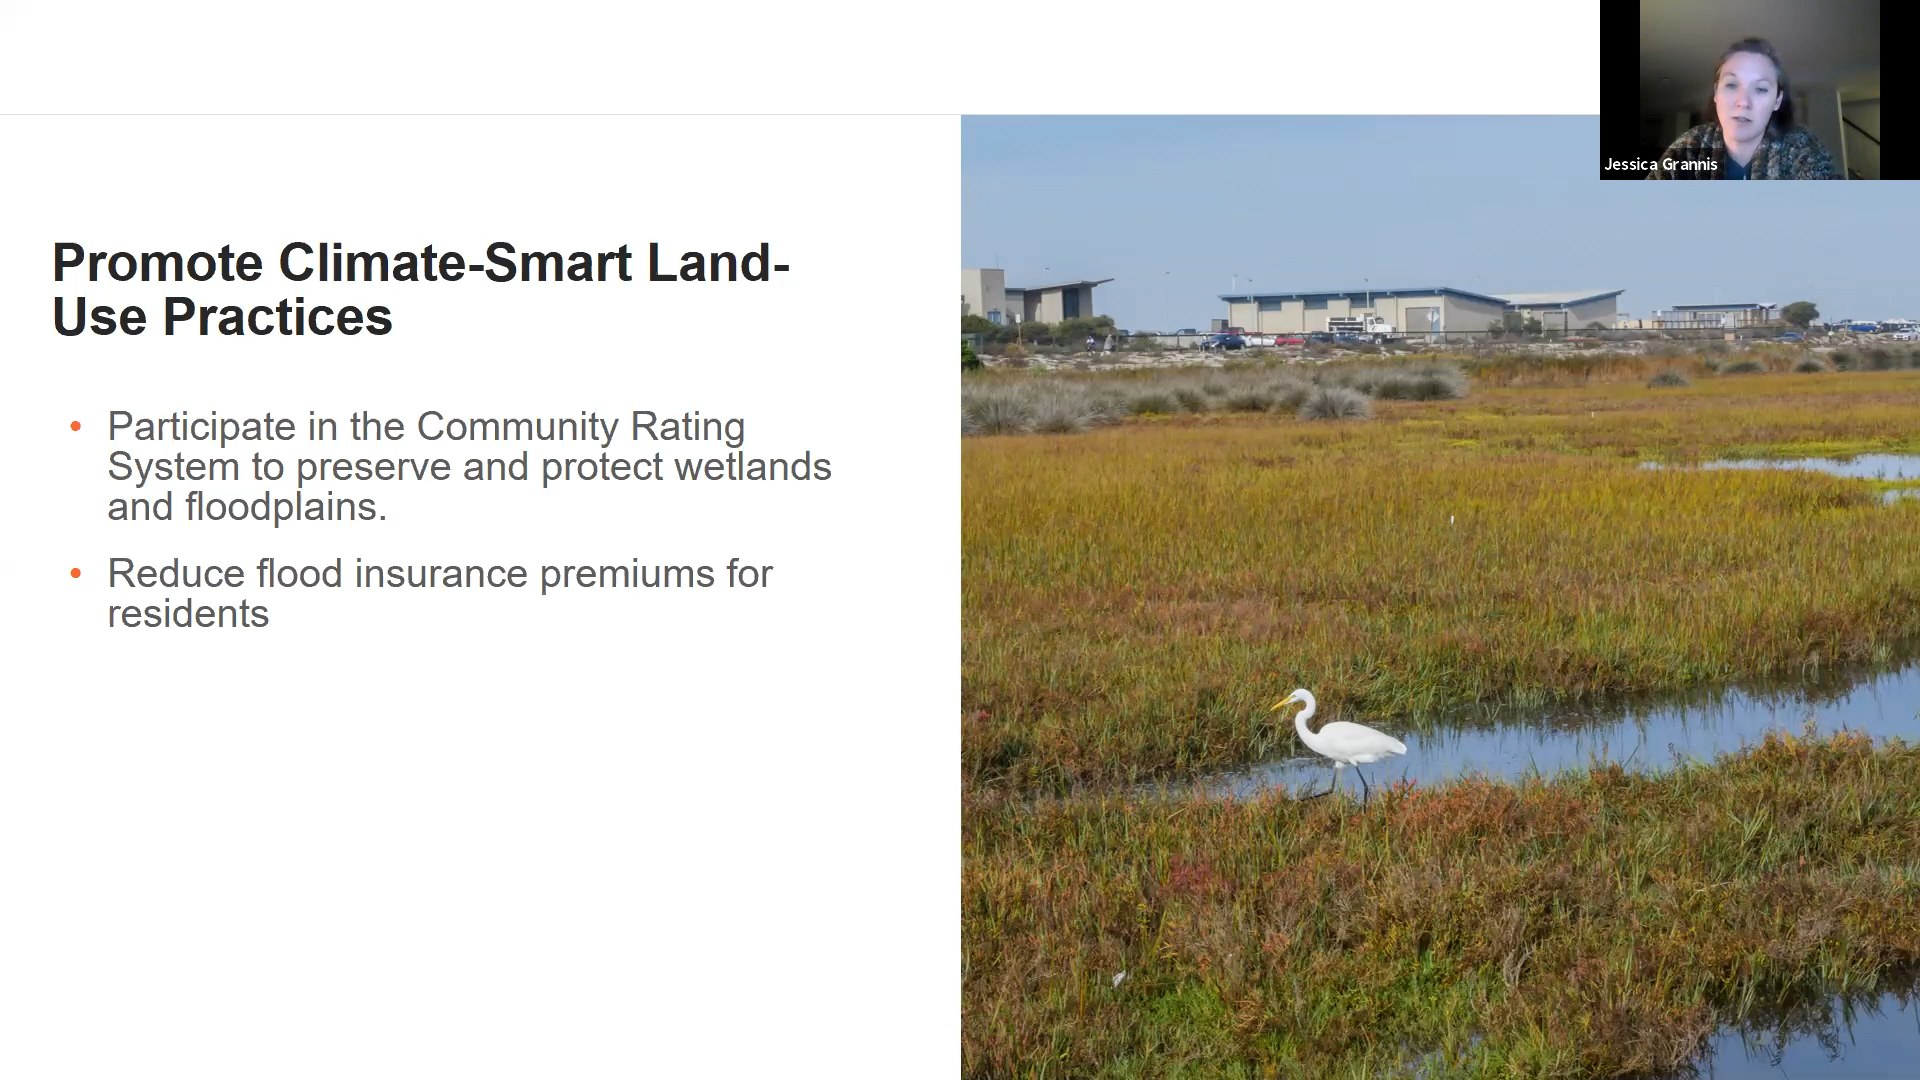 Jessica Grannis
Promote Climate-Smart Land-
Use Practices
• Participate in the Community Rating
System to preserve and protect wetlands
and floodplains.
• Reduce flood insurance premiums for
residents